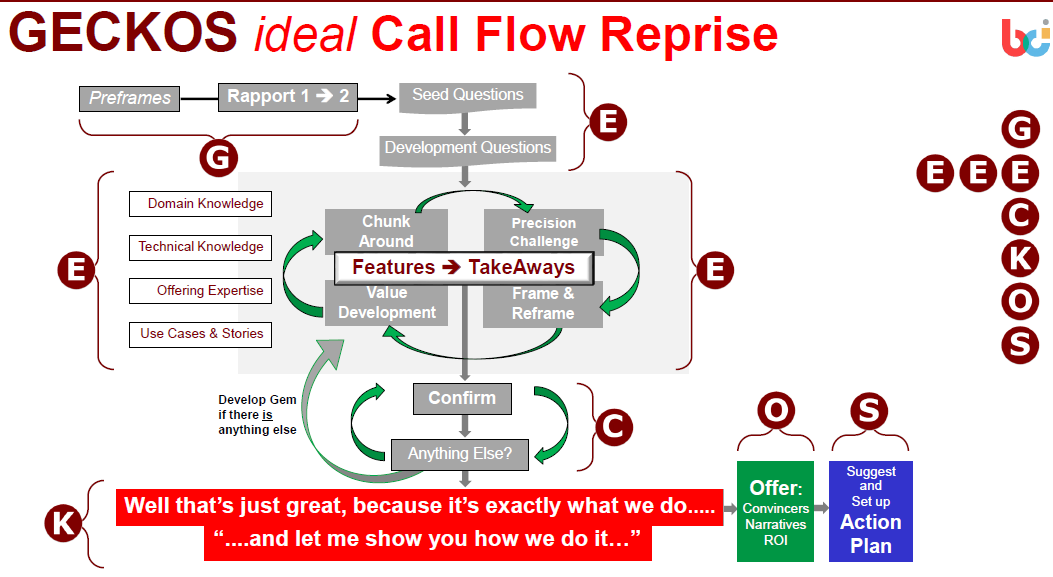 GECKOS ideal Call Flow Reprise
bci
Preframes
Rapport 1 ➔ 2
Seed Questions
E
G
Development Questions
G
E E E
C
K
O
S
E
Domain Knowledge
Technical Knowledge
Offering Expertise
Use Cases & Stories
Chunk
Around
Precision
Challenge
Features ➔ TakeAways
Value
Development
Frame &
Reframe
E
Develop Gem
if there is
anything else
Confirm
Anything Else?
C
K
Well that’s just great, because it’s exactly what we do.....
“....and let me show you how we do it…”
O
Offer:
Convincers
Narratives
ROI
S
Suggest
and
Set up
Action
Plan